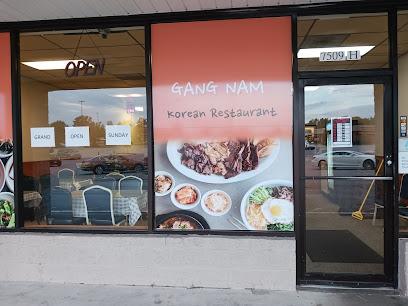 OPEN
GRAND
OPEN
SUNDAY
GANG NAM
Korean Restaurant
7509 H